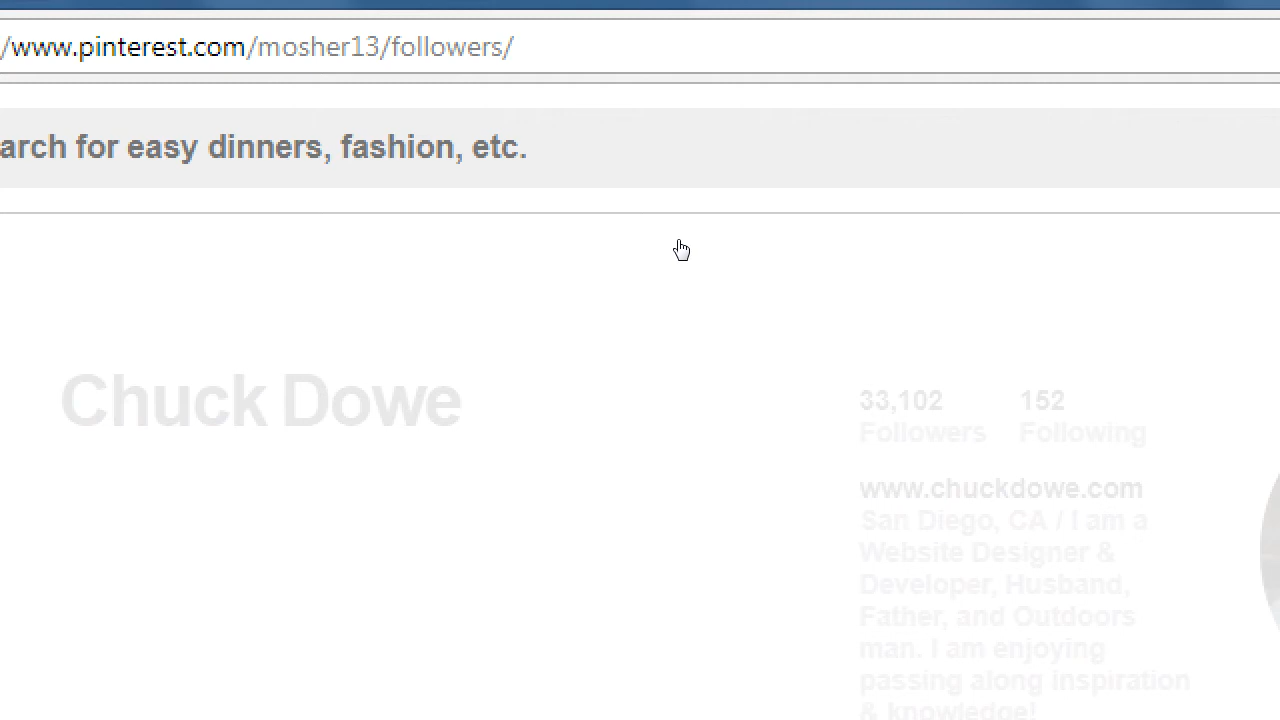 /www.pinterest.com/mosher13/followers/
arch for easy dinners, fashion, etc.
Chuck Dowe
33,102 152
Followers Following
www.chuckdowe.com
San Diego, CA / I am a
Website Designer &
Developer, Husband,
Father, and Outdoors
man. I am enjoying
passing along inspiration
& knowledge!